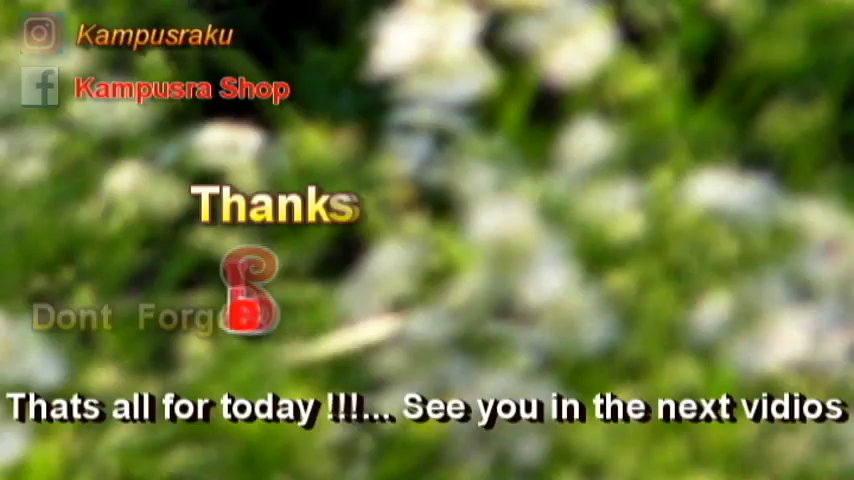 Kampusraku
Kampusra Shop
Thanks
Dont
Thats all for today !!!... See you in the next vidios